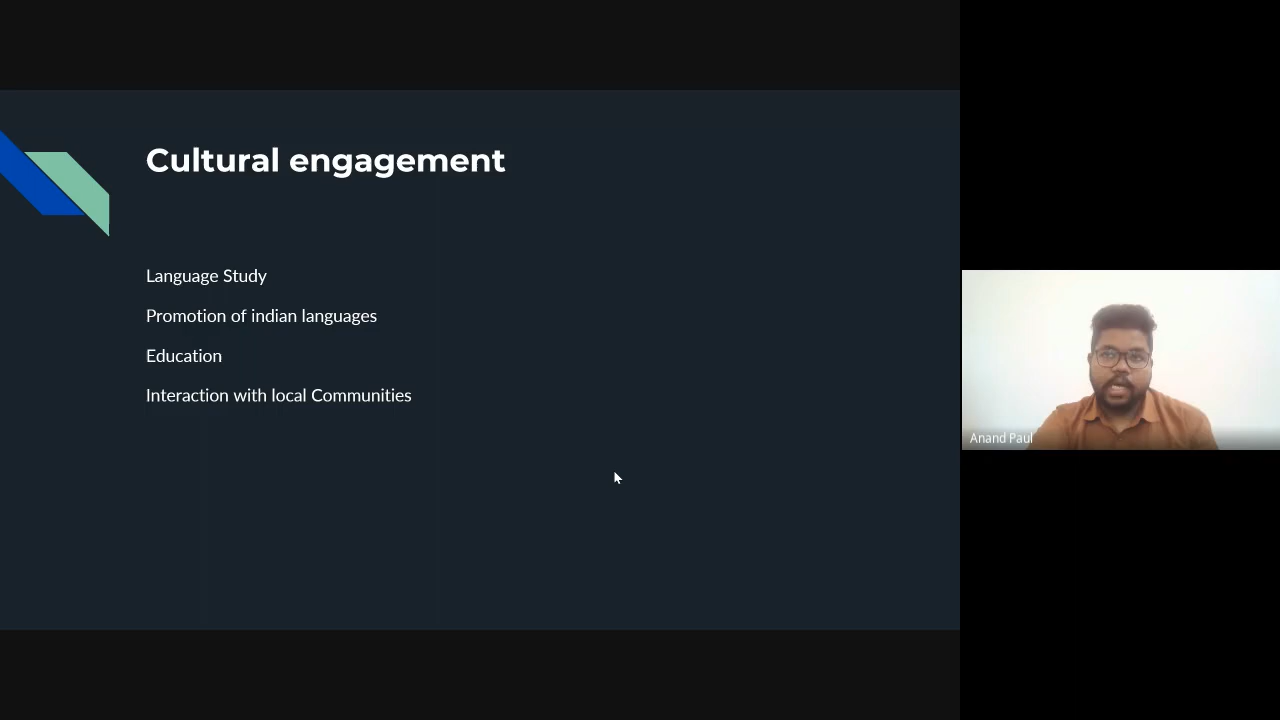 Cultural engagement
Language Study
Promotion of indian languages
Education
Interaction with local Communities
Anand Paul